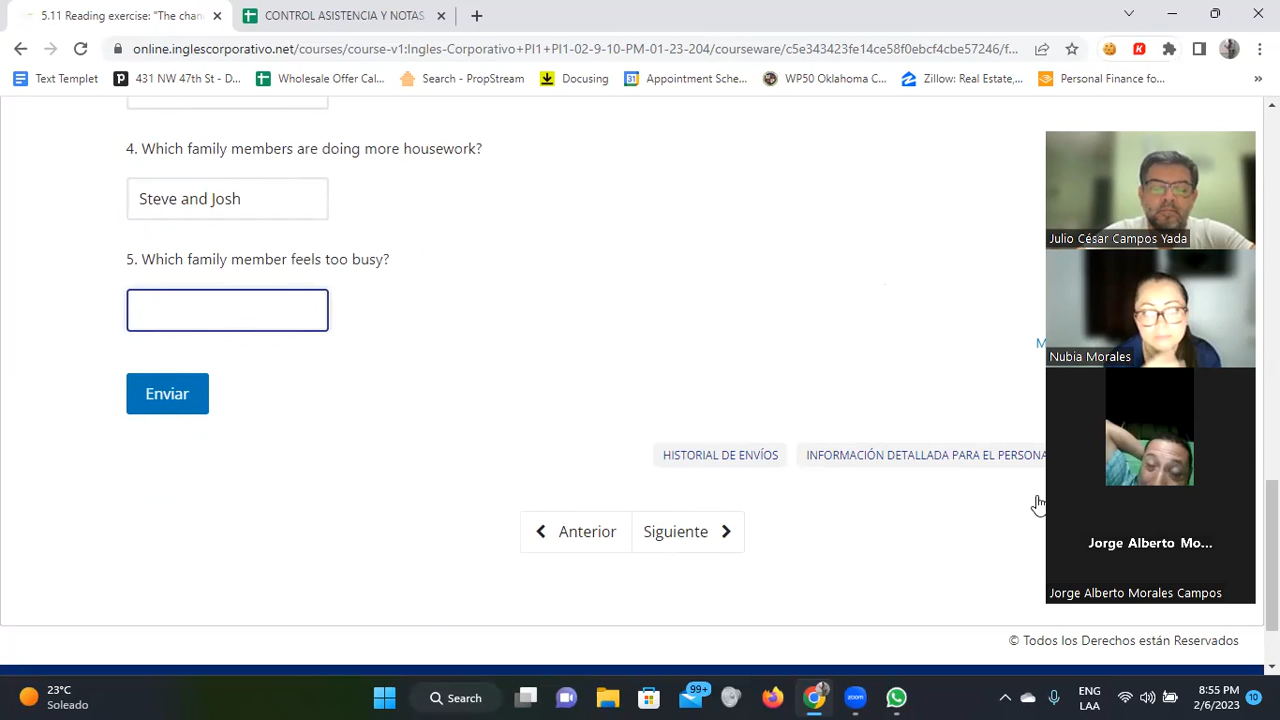 5.11 Reading exercise: "The chan
CONTROL ASISTENCIA Y NOTAS
online.inglescorporativo.net/courses/course-v1:Ingles-Corporativo+PI1+PI1-02-9-10-PM-01-23-204/courseware/c5e343423fe14ce58f0ebcf4cbe57246/f...
Text Templet
431 NW 47th St - D...
Wholesale Offer Cal...
Search - PropStream
Docusing
Appointment Sche...
WP50 Oklahoma C...
Zillow: Real Estate,...
Personal Finance fo...
4. Which family members are doing more housework?
Steve and Josh
5. Which family member feels too busy?
M
Enviar
HISTORIAL DE ENVÍOS
INFORMACIÓN DETALLADA PARA EL PERSONA
Anterior
Siguiente
Julio César Campos Yada
Nubia Morales
Jorge Alberto Mo...
Jorge Alberto Morales Campos
© Todos los Derechos están Reservados
23°C
Soleado
Search
99+
ENG
LAA
8:55 PM
2/6/2023
10